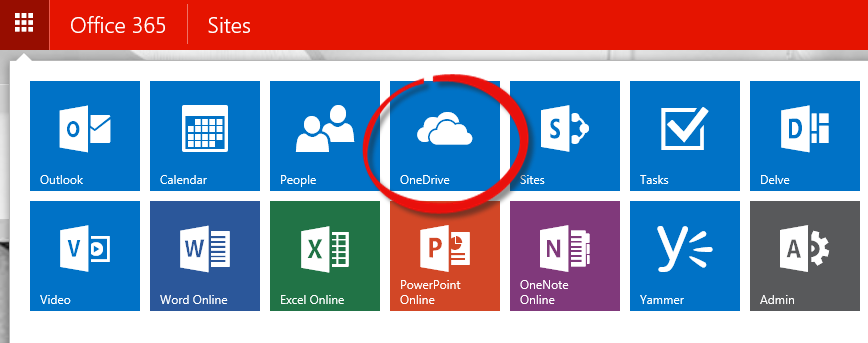 Office 365 Sites
Outlook Calendar People OneDrive Sites Tasks Delve
Video Word Online Excel Online PowerPoint Online OneNote Online Yammer Admin